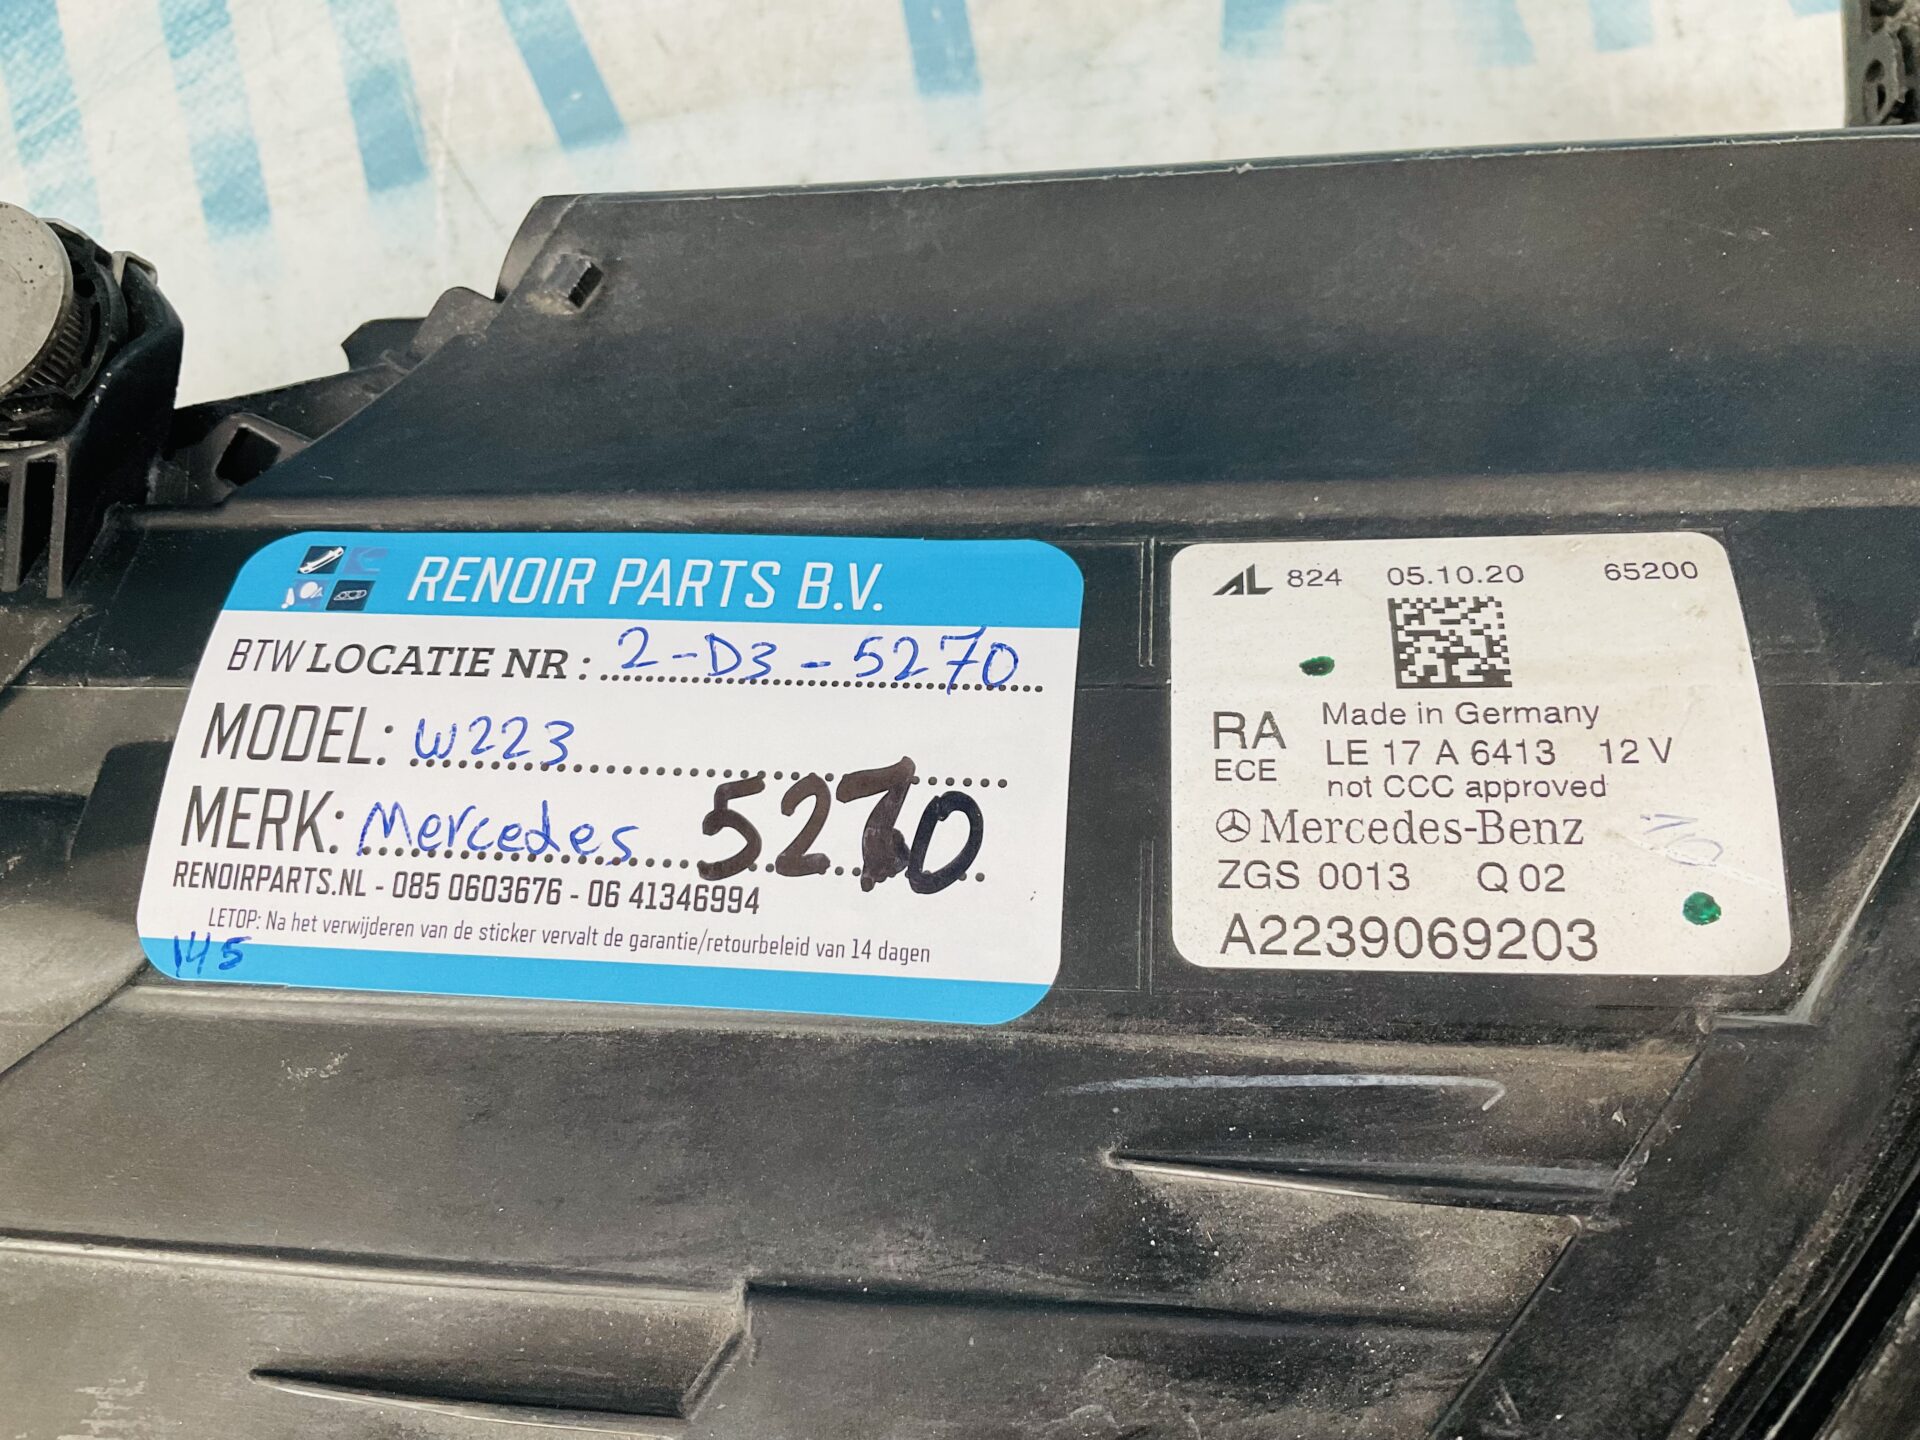 RENOIR PARTS B.V.
BTW LOCATIE NR: 2-D3-5270
MODEL: W223
MERK: Mercedes 5270
RENOIRPARTS.NL - 085 0603676 - 06 41346994
LETOP: Na het verwijderen van de sticker vervalt de garantie/retourbeleid van 14 dagen
145
AL 824 05.10.20 65200
RA Made in Germany
ECE LE 17 A 6413 12 V
not CCC approved
Mercedes-Benz
ZGS 0013 Q 02
A2239069203